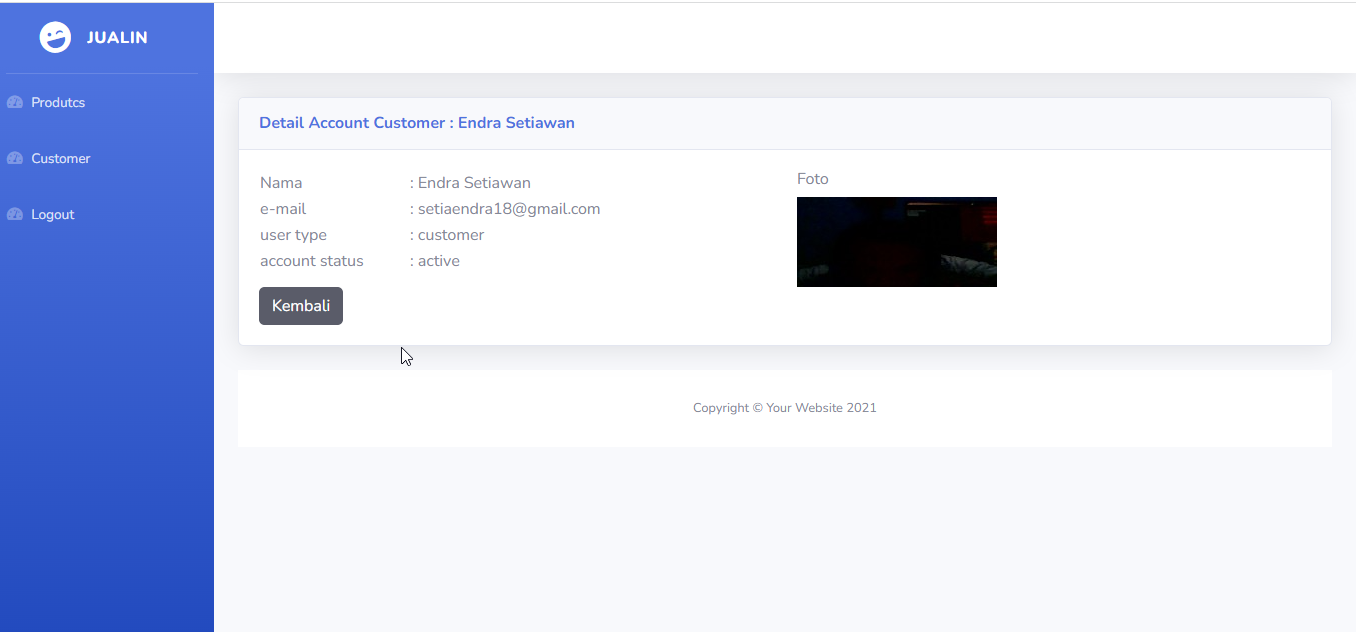 JUALIN
Produtcs
Customer
Logout
Detail Account Customer : Endra Setiawan
Nama : Endra Setiawan
e-mail : setiaendra18@gmail.com
user type : customer
account status : active
Kembali
Foto
Copyright © Your Website 2021